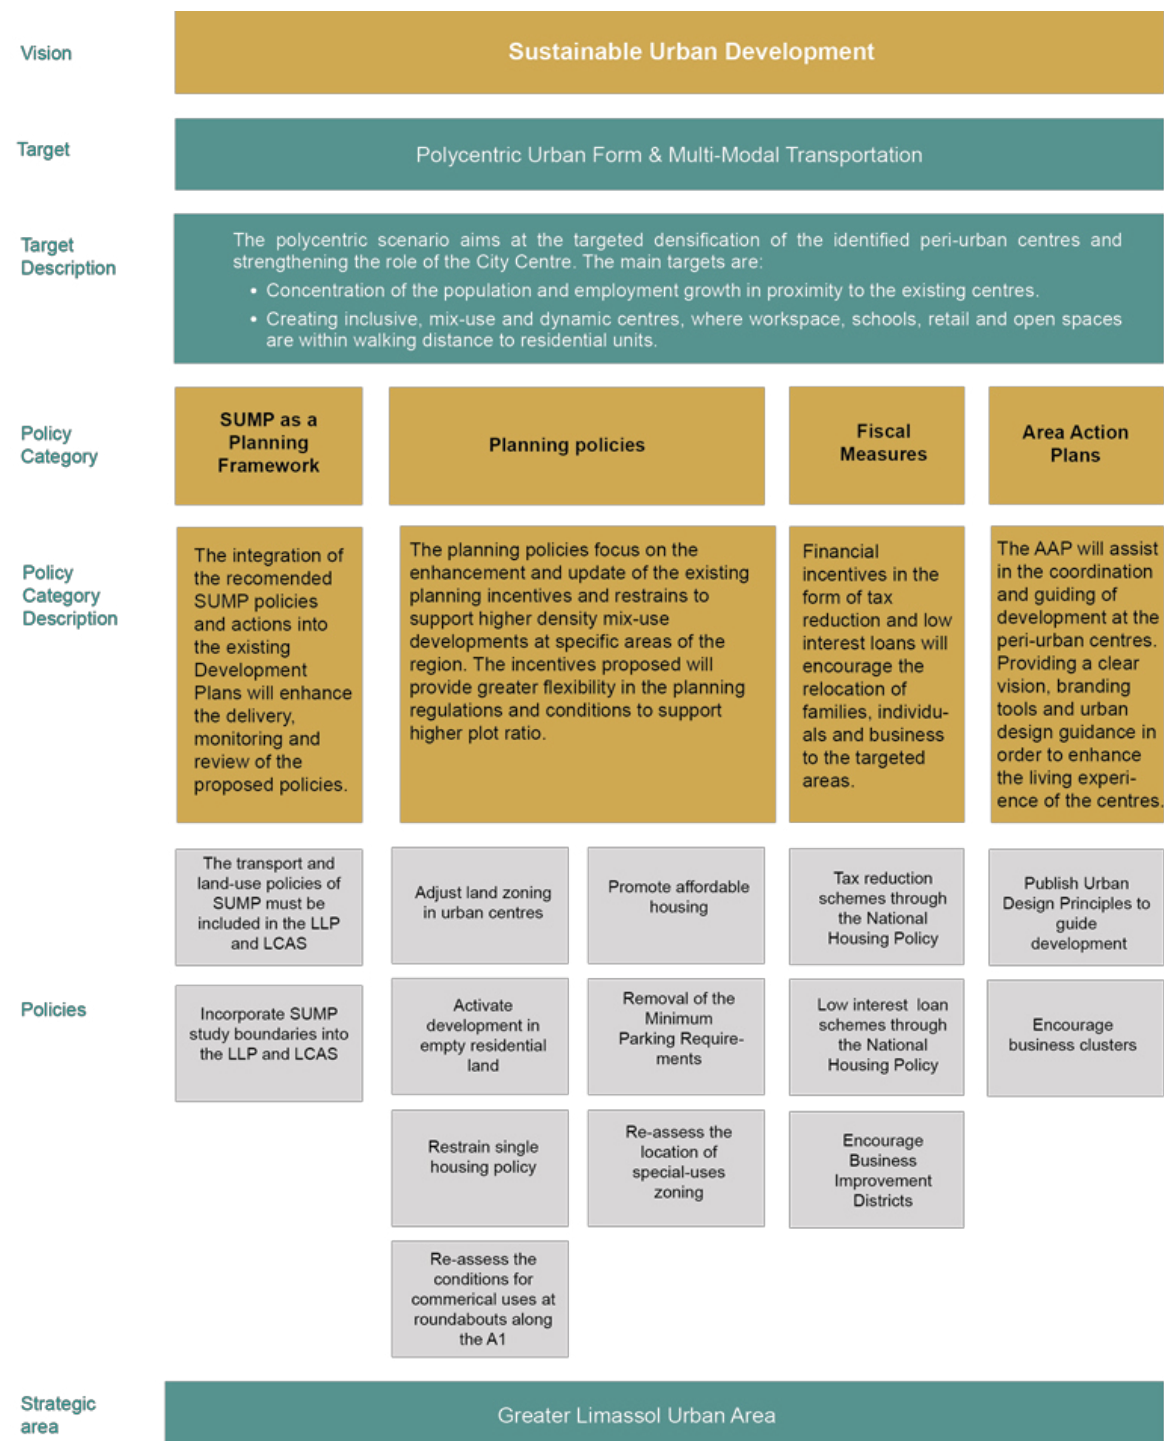 Vision
Sustainable Urban Development
Target
Polycentric Urban Form & Multi-Modal Transportation
Target
Description
The polycentric scenario aims at the targeted densification of the identified peri-urban centres and
strengthening the role of the City Centre. The main targets are:
• Concentration of the population and employment growth in proximity to the existing centres.
• Creating inclusive, mix-use and dynamic centres, where workspace, schools, retail and open spaces
are within walking distance to residential units.
Policy
Category
SUMP as a
Planning
Framework
Planning policies
Fiscal
Measures
Area Action
Plans
Policy
Category
Description
The integration of
the recomended
SUMP policies
and actions into
the existing
Development
Plans will enhance
the delivery,
monitoring and
review of the
proposed policies.
The planning policies focus on the
enhancement and update of the existing
planning incentives and restrains to
support higher density mix-use
developments at specific areas of the
region. The incentives proposed will
provide greater flexibility in the planning
regulations and conditions to support
higher plot ratio.
Financial
incentives in the
form of tax
reduction and low
interest loans will
encourage the
relocation of
families, individu-
als and business
to the targeted
areas.
The AAP will assist
in the coordination
and guiding of
development at the
peri-urban centres.
Providing a clear
vision, branding
tools and urban
design guidance in
order to enhance
the living experi-
ence of the centres.
Policies
The transport and
land-use policies of
SUMP must be
included in the LLP
and LCAS
Adjust land zoning
in urban centres
Promote affordable
housing
Tax reduction
schemes through
the National
Housing Policy
Publish Urban
Design Principles to
guide
development
Incorporate SUMP
study boundaries into
the LLP and LCAS
Activate
development in
empty residential
land
Removal of the
Minimum
Parking Require-
ments
Low interest loan
schemes through
the National
Housing Policy
Encourage
business clusters
Restrain single
housing policy
Re-assess the
location of
special-uses
zoning
Encourage
Business
Improvement
Districts
Re-assess the
conditions for
commerical uses at
roundabouts along
the A1
Strategic
area
Greater Limassol Urban Area